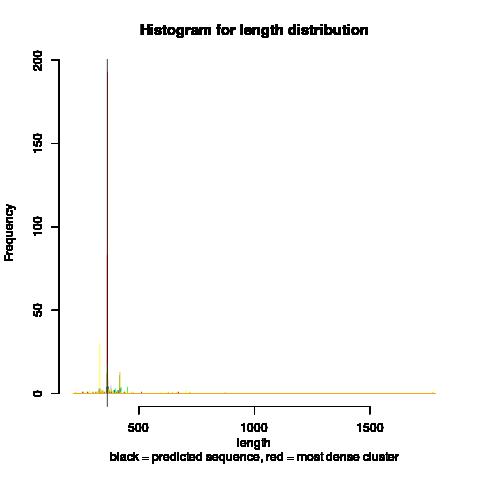 Histogram for length distribution
200
150
100
50
0
Frequency
500 1000 1500
length
black = predicted sequence, red = most dense cluster